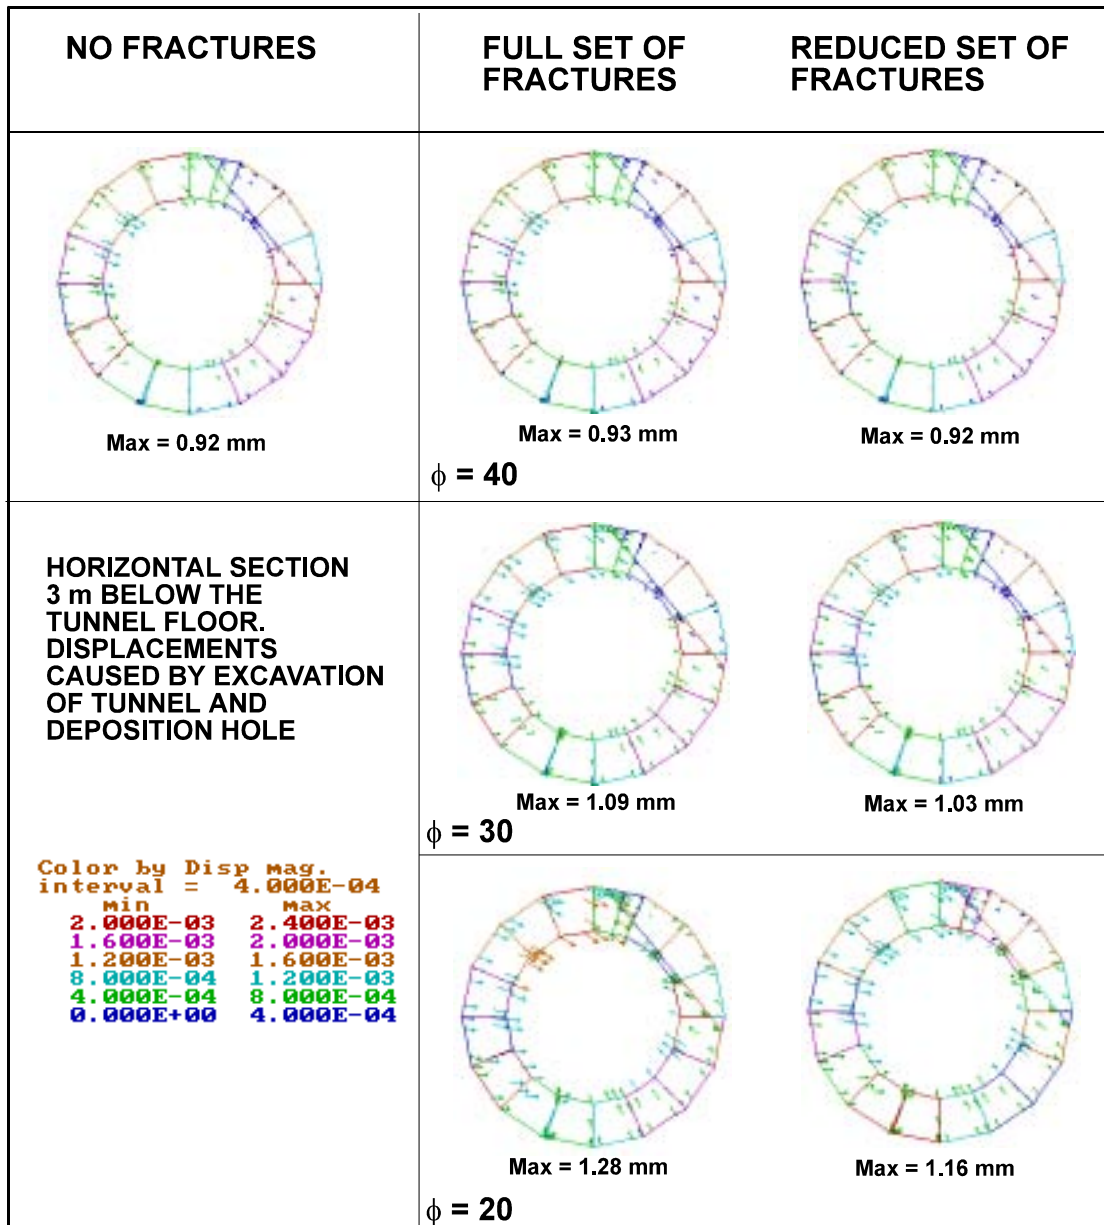 NO FRACTURES
FULL SET OF
FRACTURES
REDUCED SET OF
FRACTURES
Max = 0.92 mm
Max = 0.93 mm
Max = 0.92 mm
ϕ = 40
HORIZONTAL SECTION
3 m BELOW THE
TUNNEL FLOOR.
DISPLACEMENTS
CAUSED BY EXCAVATION
OF TUNNEL AND
DEPOSITION HOLE
Max = 1.09 mm
Max = 1.03 mm
ϕ = 30
Color by Disp mag.
interval = 4.000E-04
min max
2.000E-03 2.400E-03
1.600E-03 2.000E-03
1.200E-03 1.600E-03
8.000E-04 1.200E-03
4.000E-04 8.000E-04
0.000E+00 4.000E-04
Max = 1.28 mm
Max = 1.16 mm
ϕ = 20